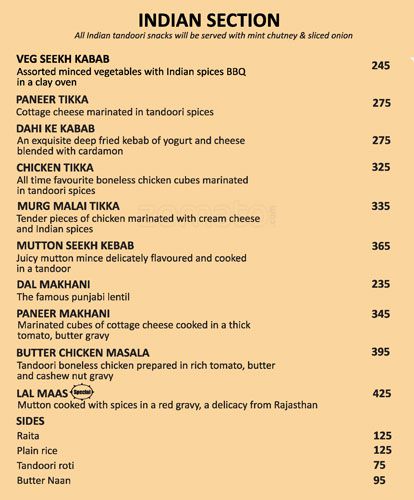 INDIAN SECTION
All Indian tandoori snacks will be served with mint chutney & sliced onion
VEG SEEKH KABAB
Assorted minced vegetables with Indian spices BBQ 245
in a clay oven
PANEER TIKKA 275
Cottage cheese marinated in tandoori spices
DAHI KE KABAB
An exquisite deep fried kebab of yogurt and cheese 275
blended with cardamon
CHICKEN TIKKA 325
All time favourite boneless chicken cubes marinated
in tandoori spices
MURG MALAI TIKKA 335
Tender pieces of chicken marinated with cream cheese
and Indian spices
MUTTON SEEKH KEBAB 365
Juicy mutton mince delicately flavoured and cooked
in a tandoor
DAL MAKHANI 235
The famous punjabi lentil
PANEER MAKHANI 345
Marinated cubes of cottage cheese cooked in a thick
tomato, butter gravy
BUTTER CHICKEN MASALA 395
Tandoori boneless chicken prepared in rich tomato, butter
and cashew nut gravy
LAL MAAS Special 425
Mutton cooked with spices in a red gravy, a delicacy from Rajasthan
SIDES
Raita 125
Plain rice 125
Tandoori roti 75
Butter Naan 95
zomato.com